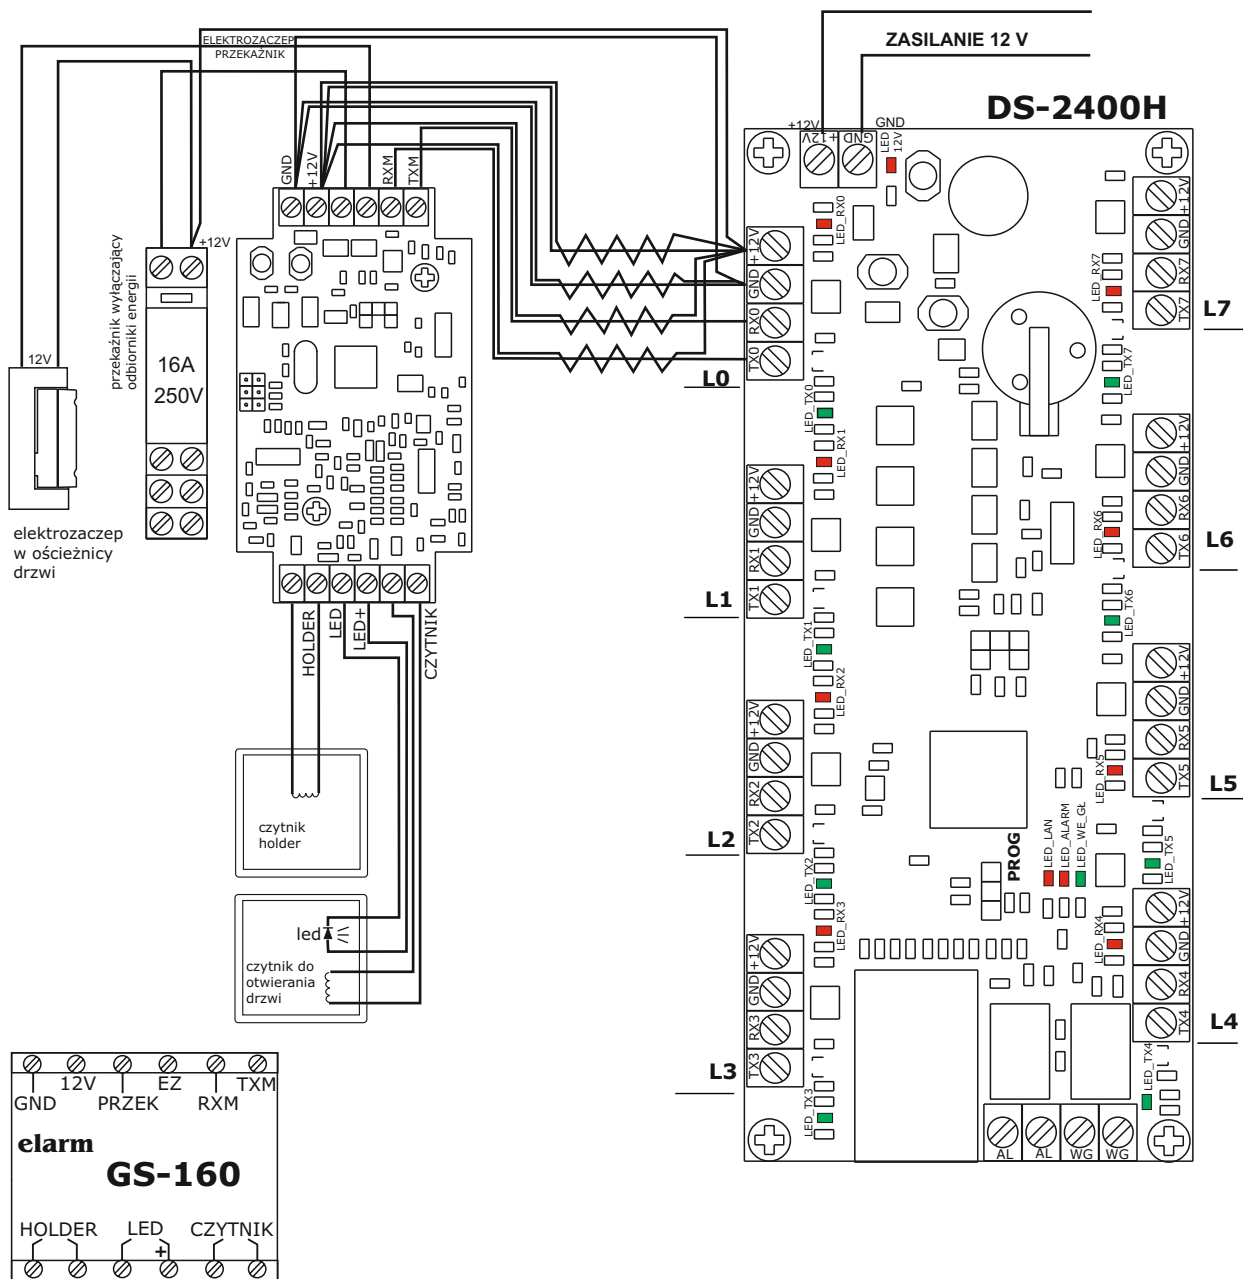 ELEKTROZACZEP
PRZEKAŹNIK
ZASILANIE 12 V
DS-2400H
+12V
GND
+12V
GND
LED
12V
GND
+12V
RXM
TXM
przekaźnik wyłączający
odbiorniki energii
+12V
16A
250V
12V
elektrozaczep
w ościeżnicy
drzwi
HOLDER
LED
LED+
CZYTNIK
czytnik
holder
led
czytnik do
otwierania
drzwi
LED_RX0
+12V
GND
RX0
TX0
L0
LED_TX0
LED_RX1
+12V
GND
RX1
TX1
L1
LED_TX1
LED_RX2
+12V
GND
RX2
TX2
L2
LED_TX2
LED_RX3
+12V
GND
RX3
TX3
L3
LED_TX3
+12V
GND
RX7
TX7
L7
LED_RX7
LED_TX7
+12V
GND
RX6
TX6
L6
LED_RX6
LED_TX6
+12V
GND
RX5
TX5
L5
LED_RX5
LED_TX5
PROG
LED_LAN
LED_ALARM
LED_WE_GŁ
+12V
GND
RX4
TX4
L4
LED_RX4
LED_TX4
AL
AL
WG
WG
GND
12V
PRZEK
EZ
RXM
TXM
elarm
GS-160
HOLDER
LED
+
CZYTNIK